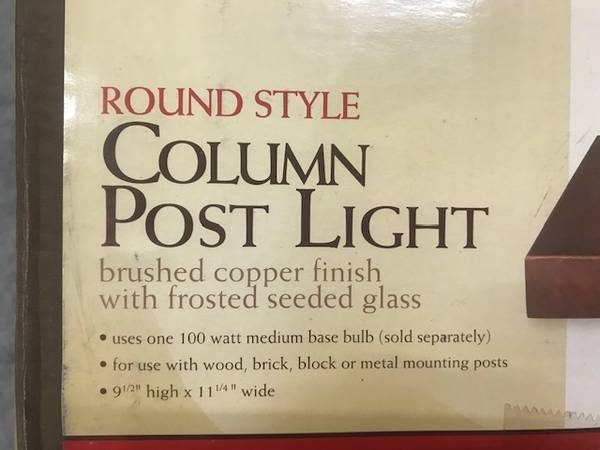 ROUND STYLE
COLUMN
POST LIGHT
brushed copper finish
with frosted seeded glass
• uses one 100 watt medium base bulb (sold separately)
• for use with wood, brick, block or metal mounting posts
• 9 1/2" high x 11 1/4" wide